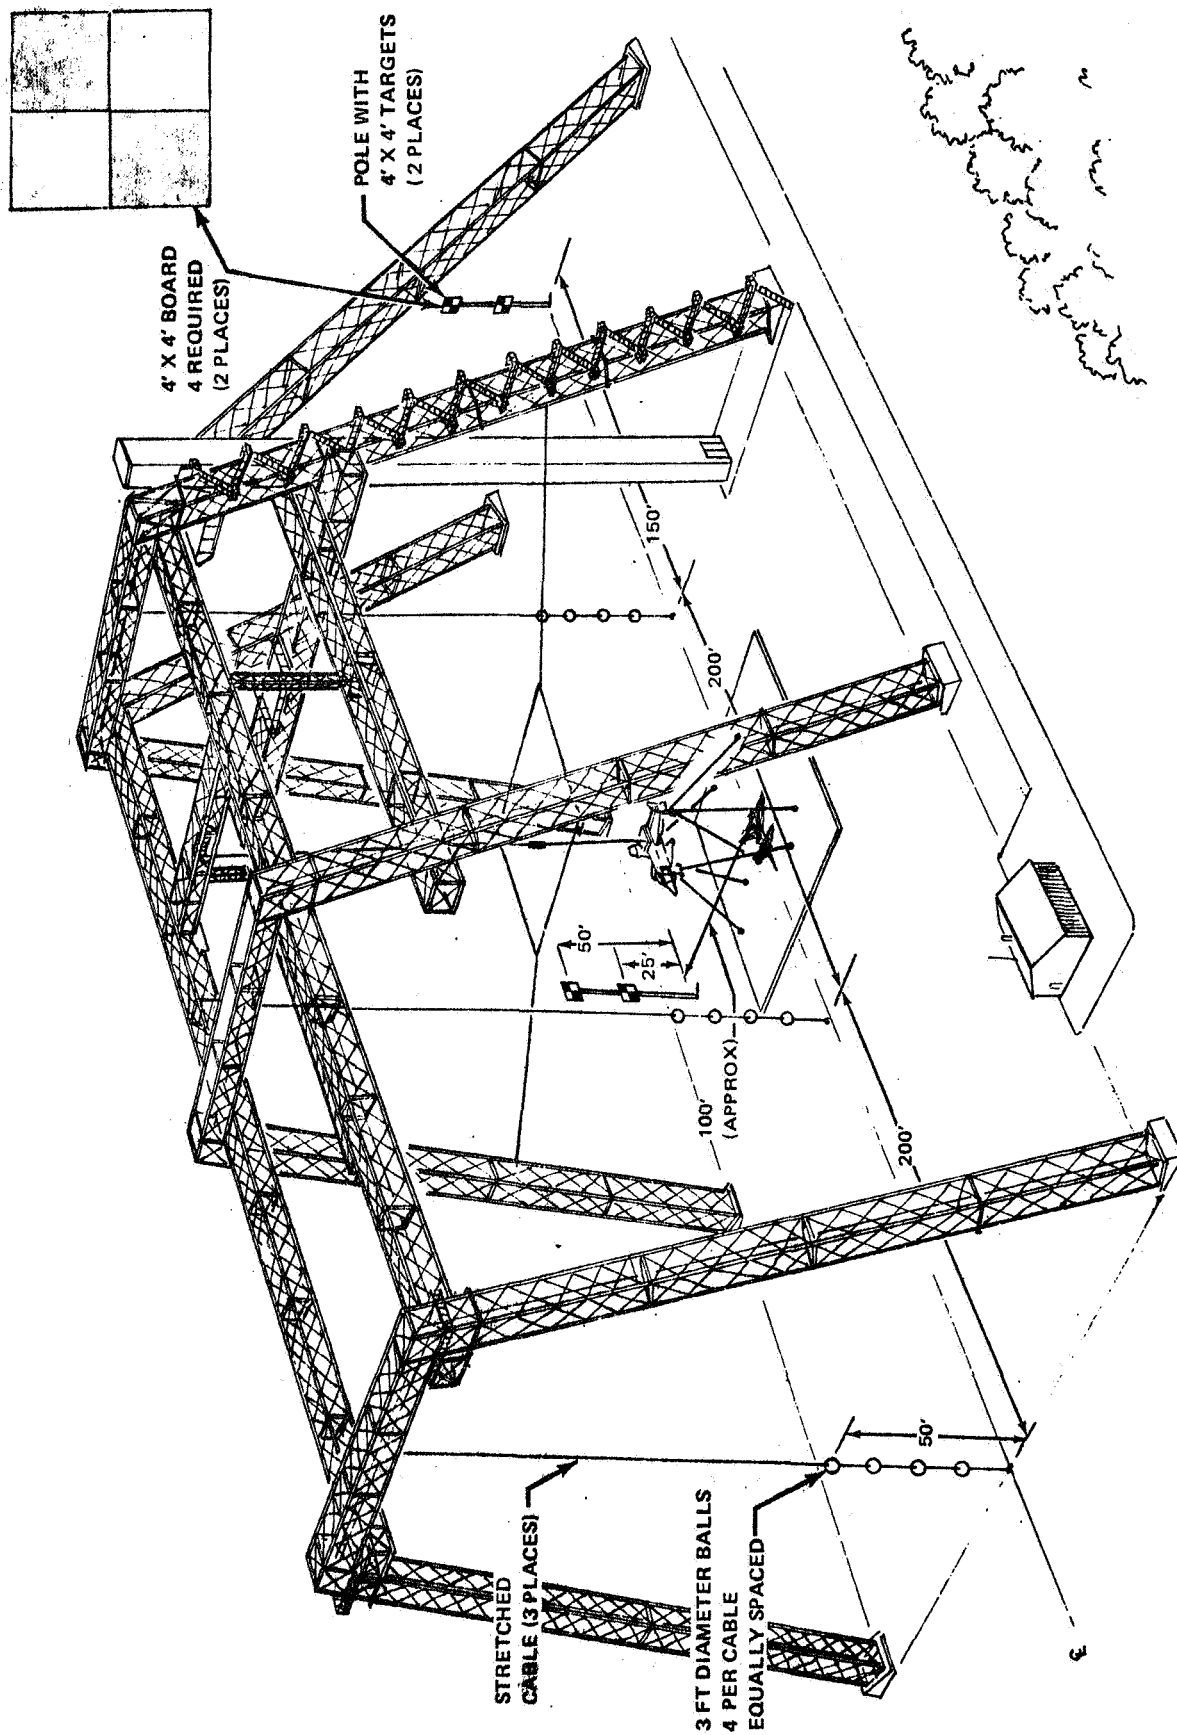 4' X 4' BOARD
4 REQUIRED
(2 PLACES)
POLE WITH
4' X 4' TARGETS
(2 PLACES)
150'
200'
50'
25'
100'
(APPROX)
200'
50'
STRETCHED
CABLE (3 PLACES)
3 FT DIAMETER BALLS
4 PER CABLE
EQUALLY SPACED